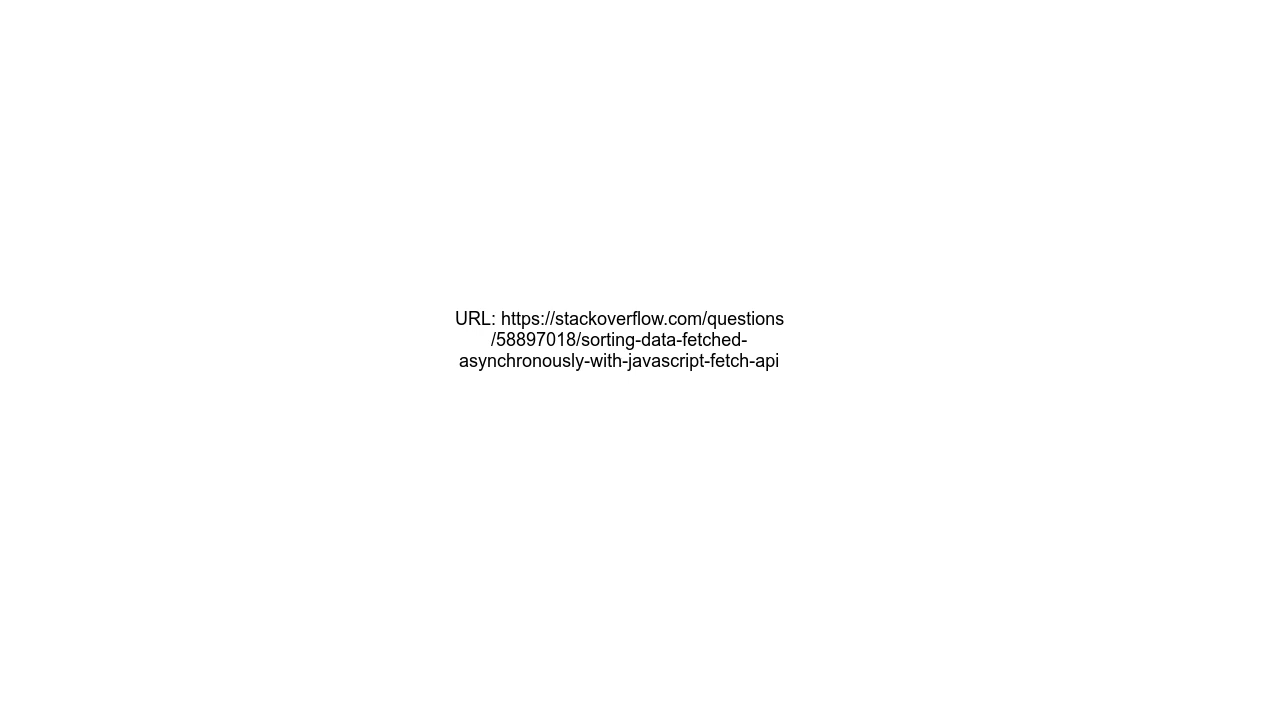 URL: https://stackoverflow.com/questions
/58897018/sorting-data-fetched-
asynchronously-with-javascript-fetch-api